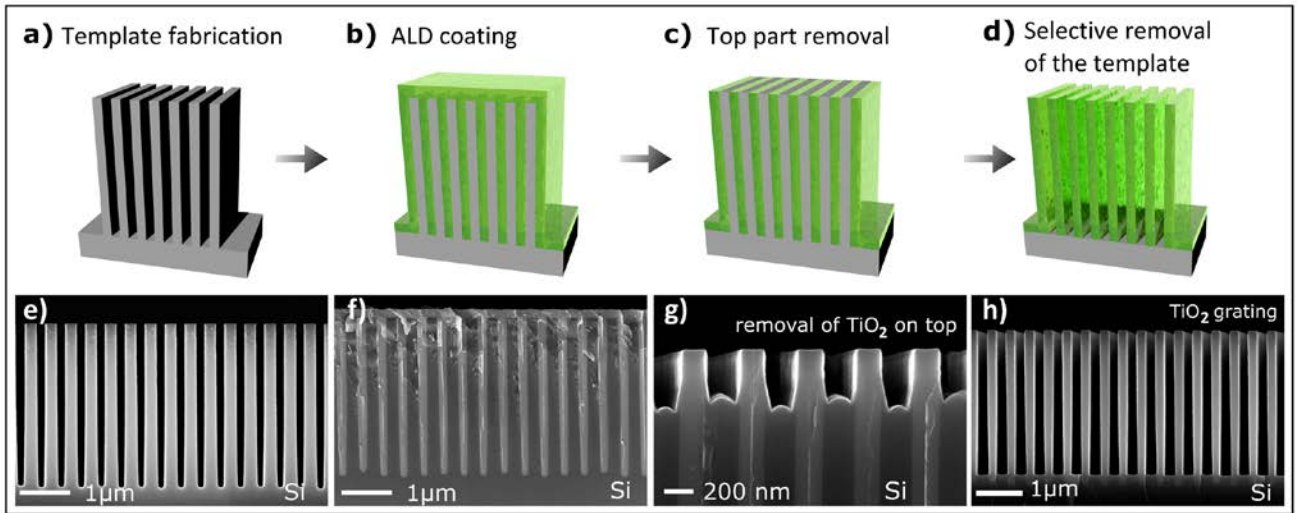 a) Template fabrication
b) ALD coating
c) Top part removal
d) Selective removal
of the template
e)
1µm
Si
f)
1µm
Si
g)
removal of TiO₂ on top
200 nm
Si
h)
TiO₂ grating
1µm
Si